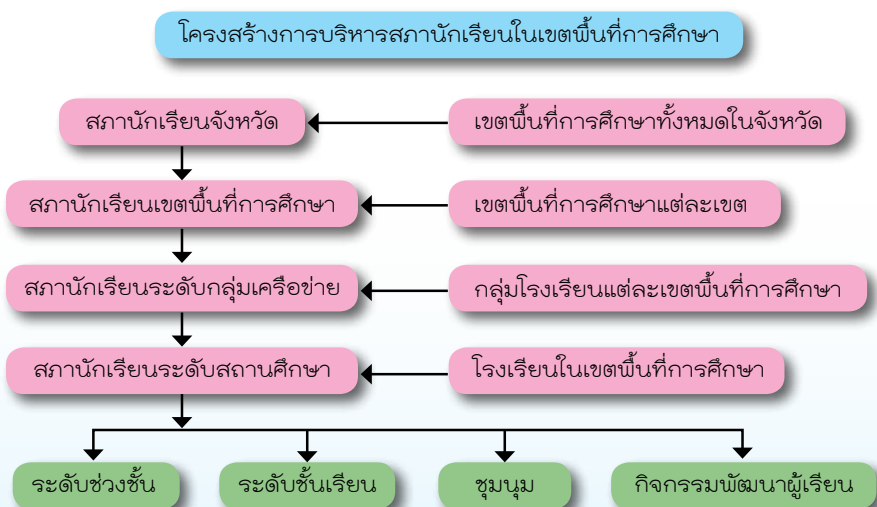 โครงสร้างการบริหารสภานักเรียนในเขตพื้นที่การศึกษา
สภานักเรียนจังหวัด
เขตพื้นที่การศึกษาทั้งหมดในจังหวัด
สภานักเรียนเขตพื้นที่การศึกษา
เขตพื้นที่การศึกษาแต่ละเขต
สภานักเรียนระดับกลุ่มเครือข่าย
กลุ่มโรงเรียนแต่ละเขตพื้นที่การศึกษา
สภานักเรียนระดับสถานศึกษา
โรงเรียนในเขตพื้นที่การศึกษา
ระดับช่วงชั้น
ระดับชั้นเรียน
ชุมนุม
กิจกรรมพัฒนาผู้เรียน